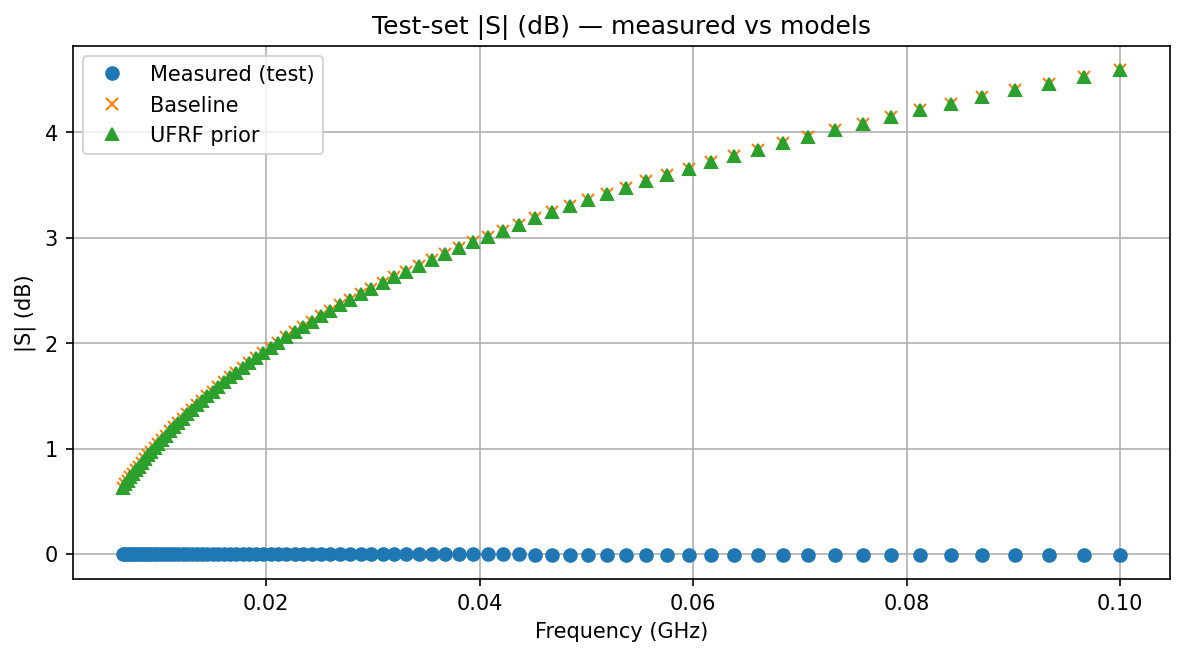 Test-set |S| (dB) — measured vs models
Measured (test)
Baseline
UFRF prior
|S| (dB)
4
3
2
1
0
0.02
0.04
0.06
0.08
0.10
Frequency (GHz)